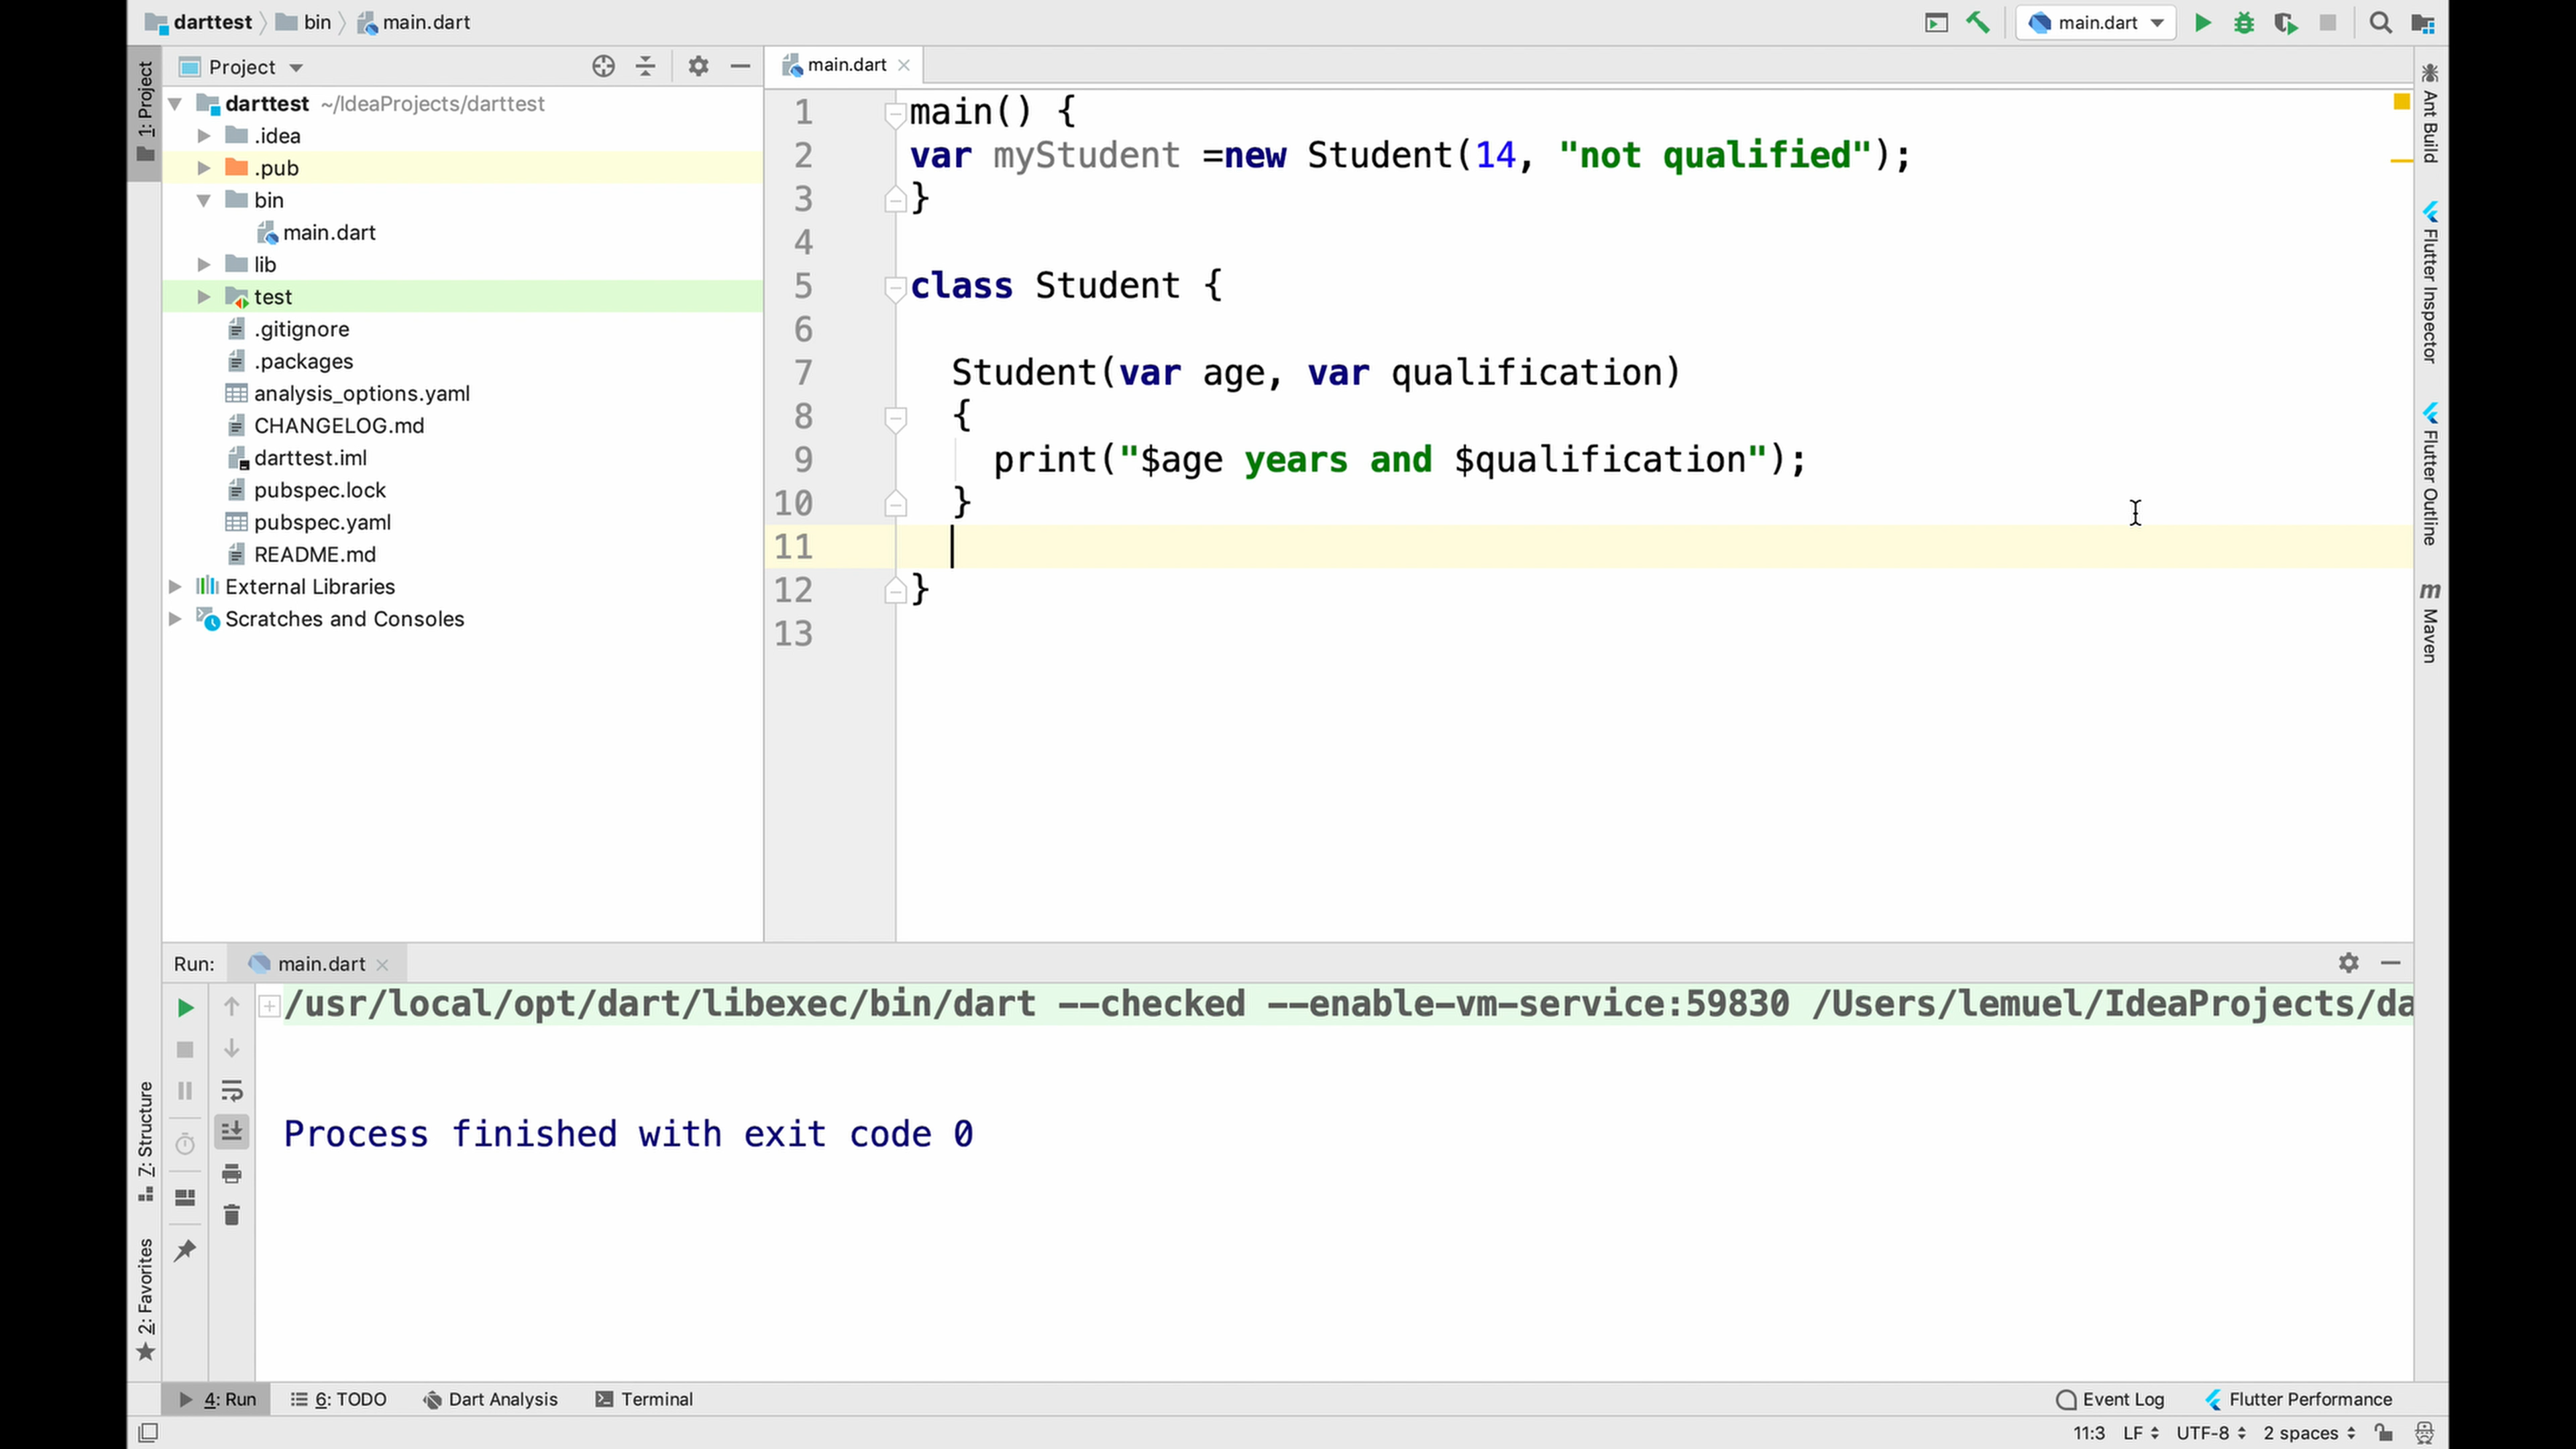 darttest bin main.dart
main.dart
1: Project
Project
main.dart
darttest ~/IdeaProjects/darttest
.idea
.pub
bin
main.dart
lib
test
.gitignore
.packages
analysis_options.yaml
CHANGELOG.md
darttest.iml
pubspec.lock
pubspec.yaml
README.md
External Libraries
Scratches and Consoles
1 main() {
2 var myStudent =new Student(14, "not qualified");
3 }
4
5 class Student {
6
7 Student(var age, var qualification)
8 {
9 print("$age years and $qualification");
10 }
11
12 }
13
Ant Build
Flutter Inspector
Flutter Outline
m Maven
Run: main.dart
/usr/local/opt/dart/libexec/bin/dart --checked --enable-vm-service:59830 /Users/lemuel/IdeaProjects/da
Process finished with exit code 0
Z: Structure
2: Favorites
4: Run 6: TODO Dart Analysis Terminal
Event Log Flutter Performance
11:3 LF UTF-8 2 spaces